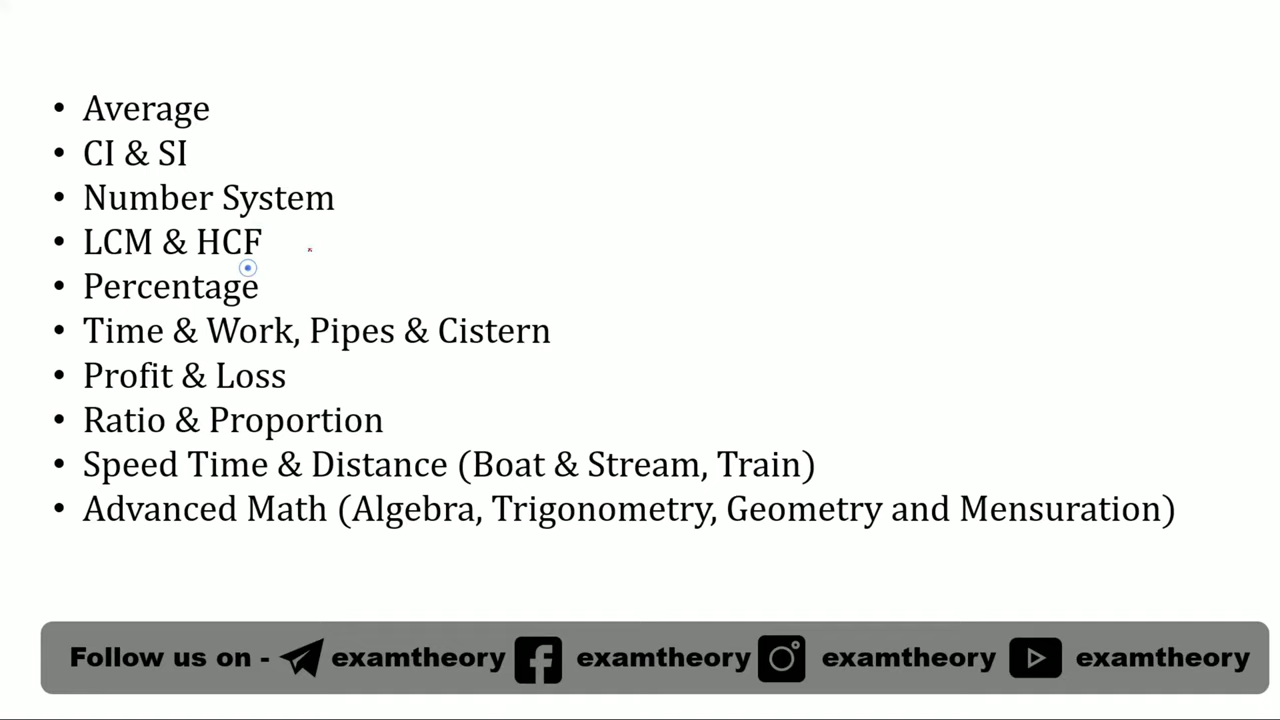 • Average
• CI & SI
• Number System
• LCM & HCF
• Percentage
• Time & Work, Pipes & Cistern
• Profit & Loss
• Ratio & Proportion
• Speed Time & Distance (Boat & Stream, Train)
• Advanced Math (Algebra, Trigonometry, Geometry and Mensuration)
Follow us on - examtheory examtheory examtheory examtheory